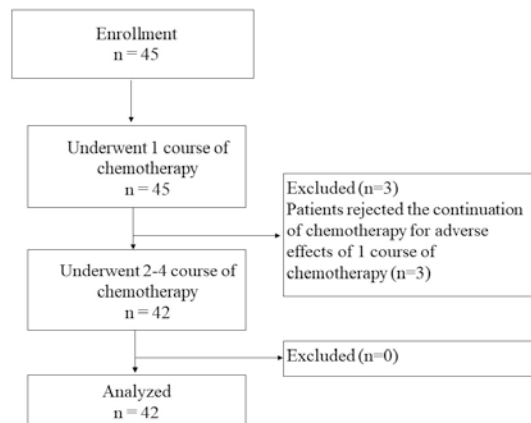 Enrollment
n = 45
Underwent 1 course of
chemotherapy
n = 45
Excluded (n=3)
Patients rejected the continuation
of chemotherapy for adverse
effects of 1 course of
chemotherapy (n=3)
Underwent 2-4 course of
chemotherapy
n = 42
Excluded (n=0)
Analyzed
n = 42